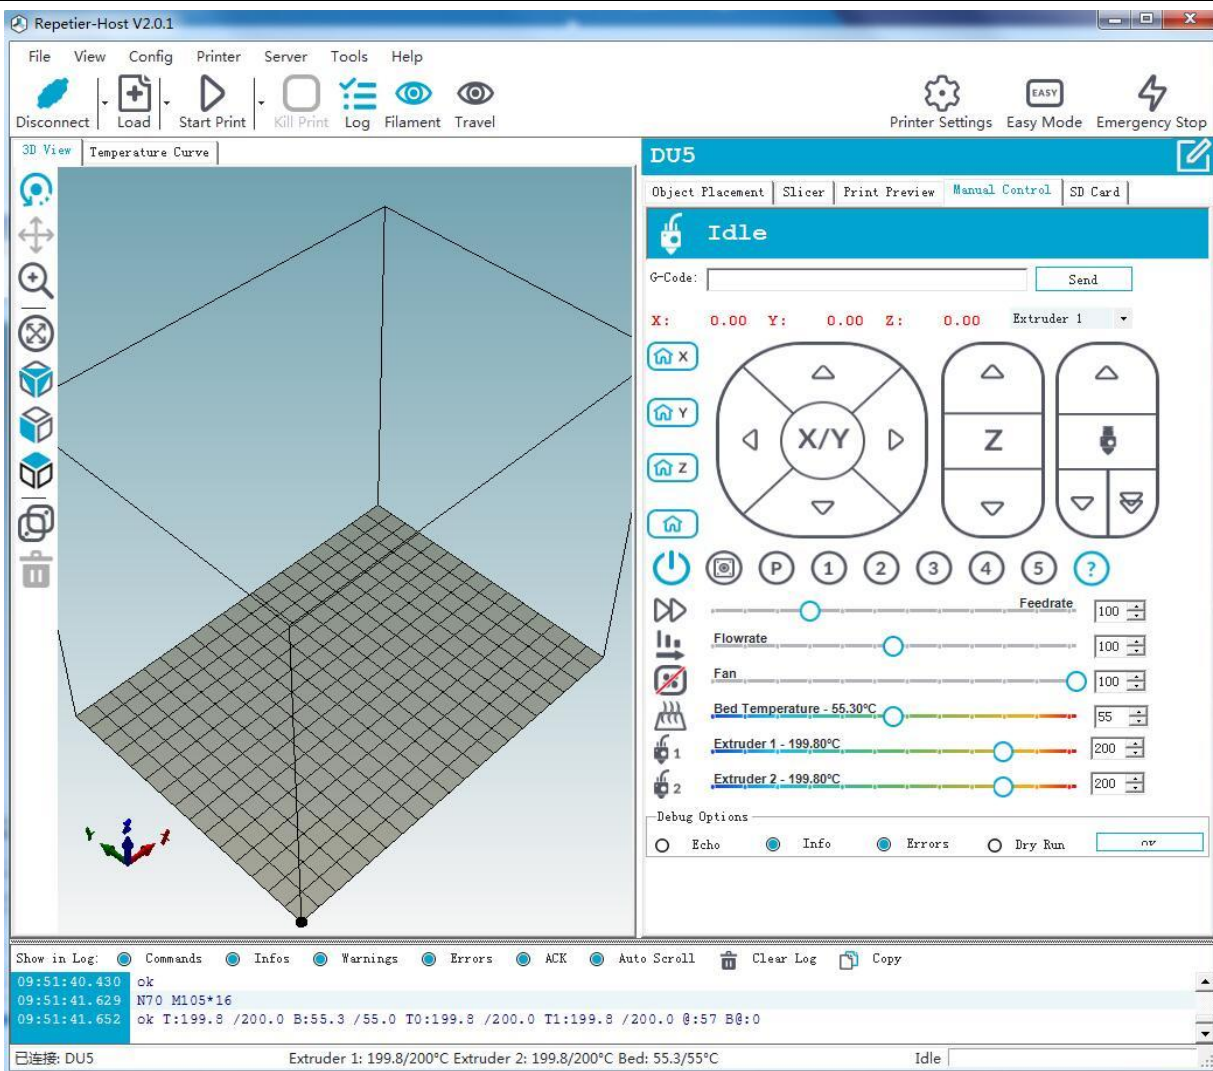 Repetier-Host V2.0.1
File View Config Printer Server Tools Help
Disconnect Load Start Print Kill Print Log Filament Travel Printer Settings EASY Easy Mode Emergency Stop
3D View Temperature Curve
DU5
Object Placement Slicer Print Preview Manual Control SD Card
Idle
G-Code: Send
X: 0.00 Y: 0.00 Z: 0.00 Extruder 1
X
Y
Z
X/Y
Z
P 1 2 3 4 5 ?
Feedrate 100
Flowrate 100
Fan 100
Bed Temperature - 55.30°C 55
1 Extruder 1 - 199.80°C 200
2 Extruder 2 - 199.80°C 200
Y Z X
Debug Options
Echo Info Errors Dry Run
Show in Log: Commands Infos Warnings Errors ACK Auto Scroll Clear Log Copy
09:51:40.430 ok
09:51:41.629 N70 M105*16
09:51:41.652 ok T:199.8 /200.0 B:55.3 /55.0 T0:199.8 /200.0 T1:199.8 /200.0 @:57 B@:0
已连接: DU5 Extruder 1: 199.8/200°C Extruder 2: 199.8/200°C Bed: 55.3/55°C Idle